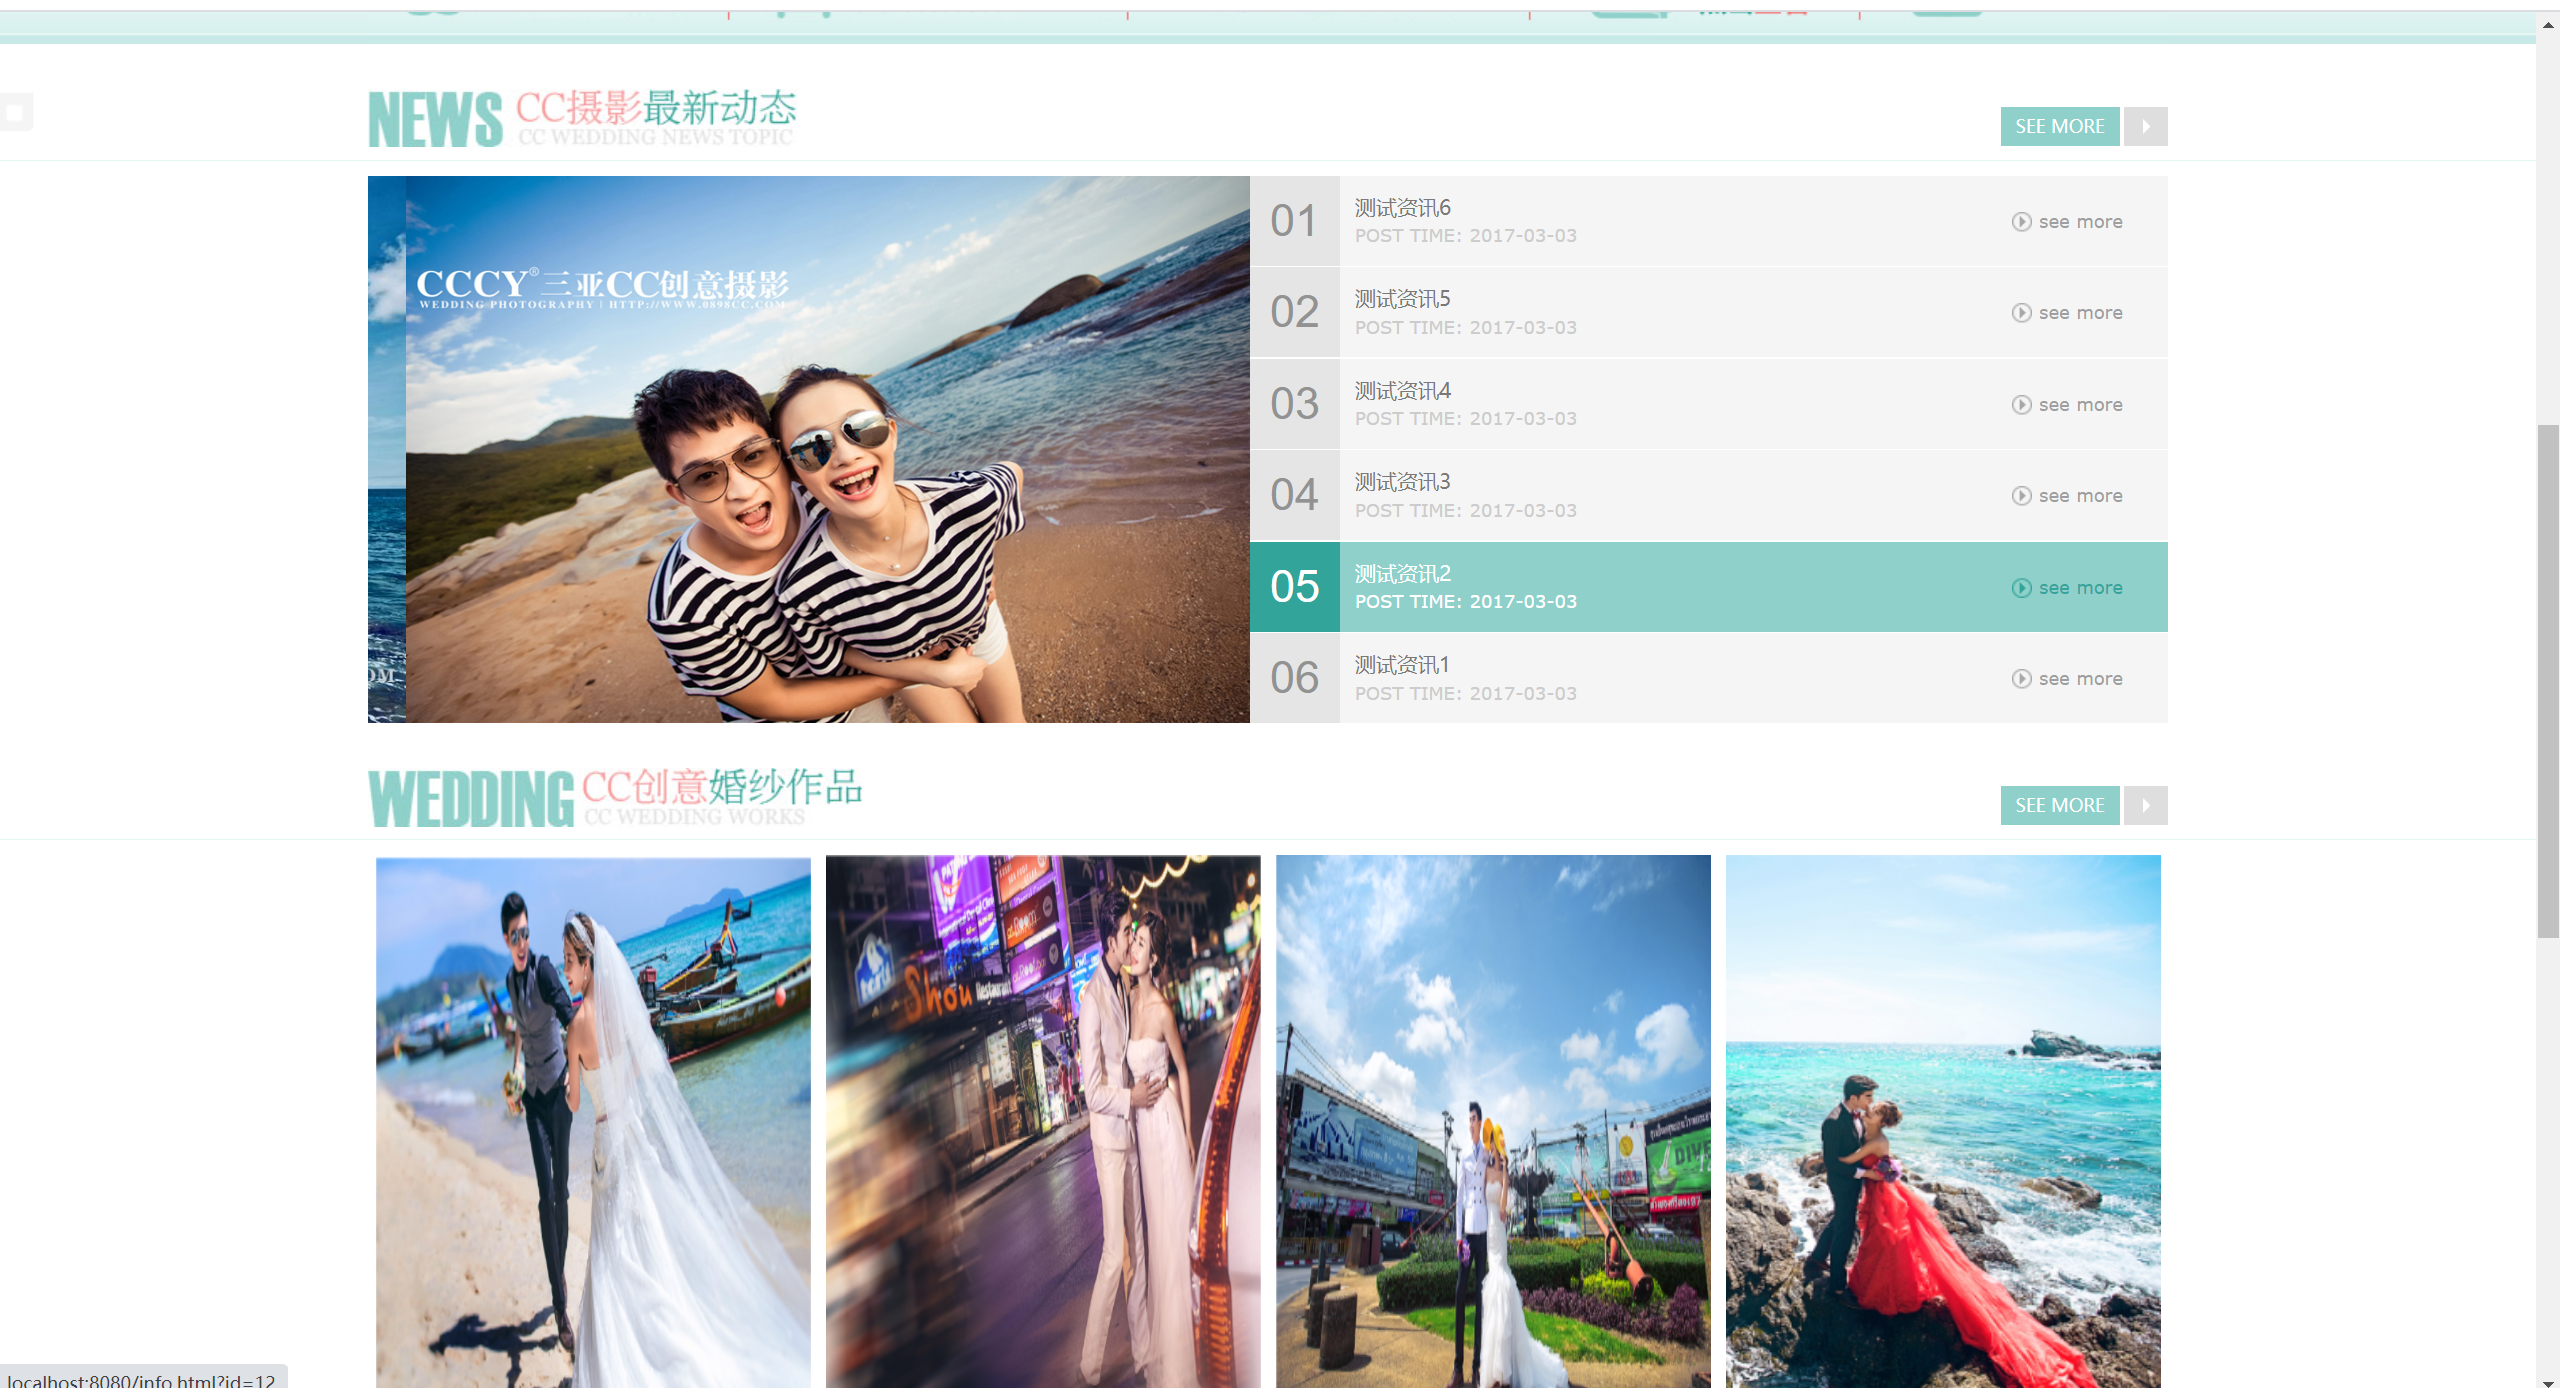 NEWS CC摄影最新动态
CC WEDDING NEWS TOPIC
SEE MORE
CCCY® 三亚CC创意摄影
WEDDING PHOTOGRAPHY | HTTP://WWW.0898CC.COM
OM
01 测试资讯6 see more
POST TIME: 2017-03-03
02 测试资讯5 see more
POST TIME: 2017-03-03
03 测试资讯4 see more
POST TIME: 2017-03-03
04 测试资讯3 see more
POST TIME: 2017-03-03
05 测试资讯2 see more
POST TIME: 2017-03-03
06 测试资讯1 see more
POST TIME: 2017-03-03
WEDDING CC创意婚纱作品
CC WEDDING WORKS
SEE MORE
Shou Restaurant
DIVE
localhost:8080/info.html?id=12